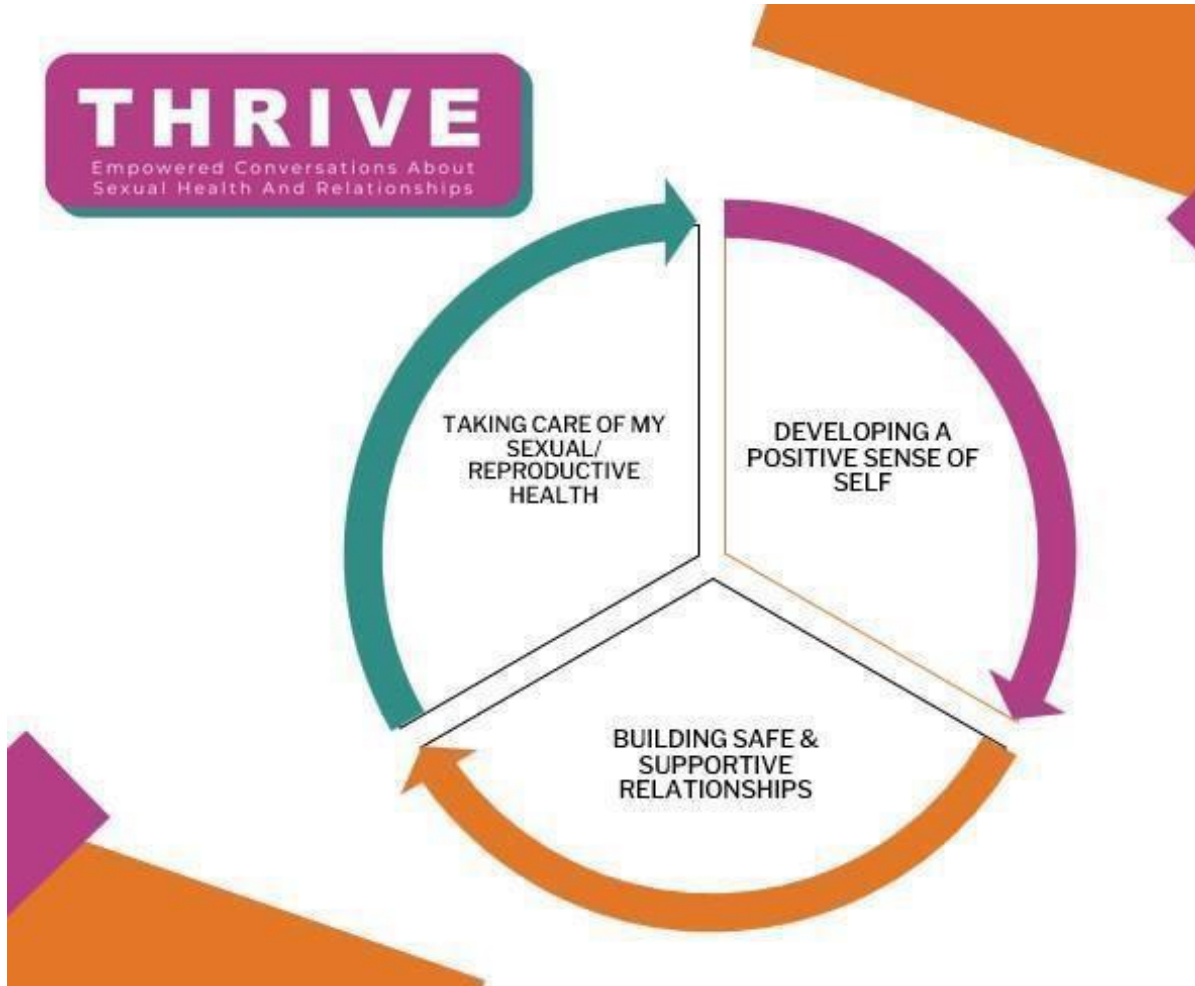 THRIVE
Empowered Conversations About
Sexual Health And Relationships
TAKING CARE OF MY
SEXUAL/
REPRODUCTIVE
HEALTH
DEVELOPING A
POSITIVE SENSE OF
SELF
BUILDING SAFE &
SUPPORTIVE
RELATIONSHIPS